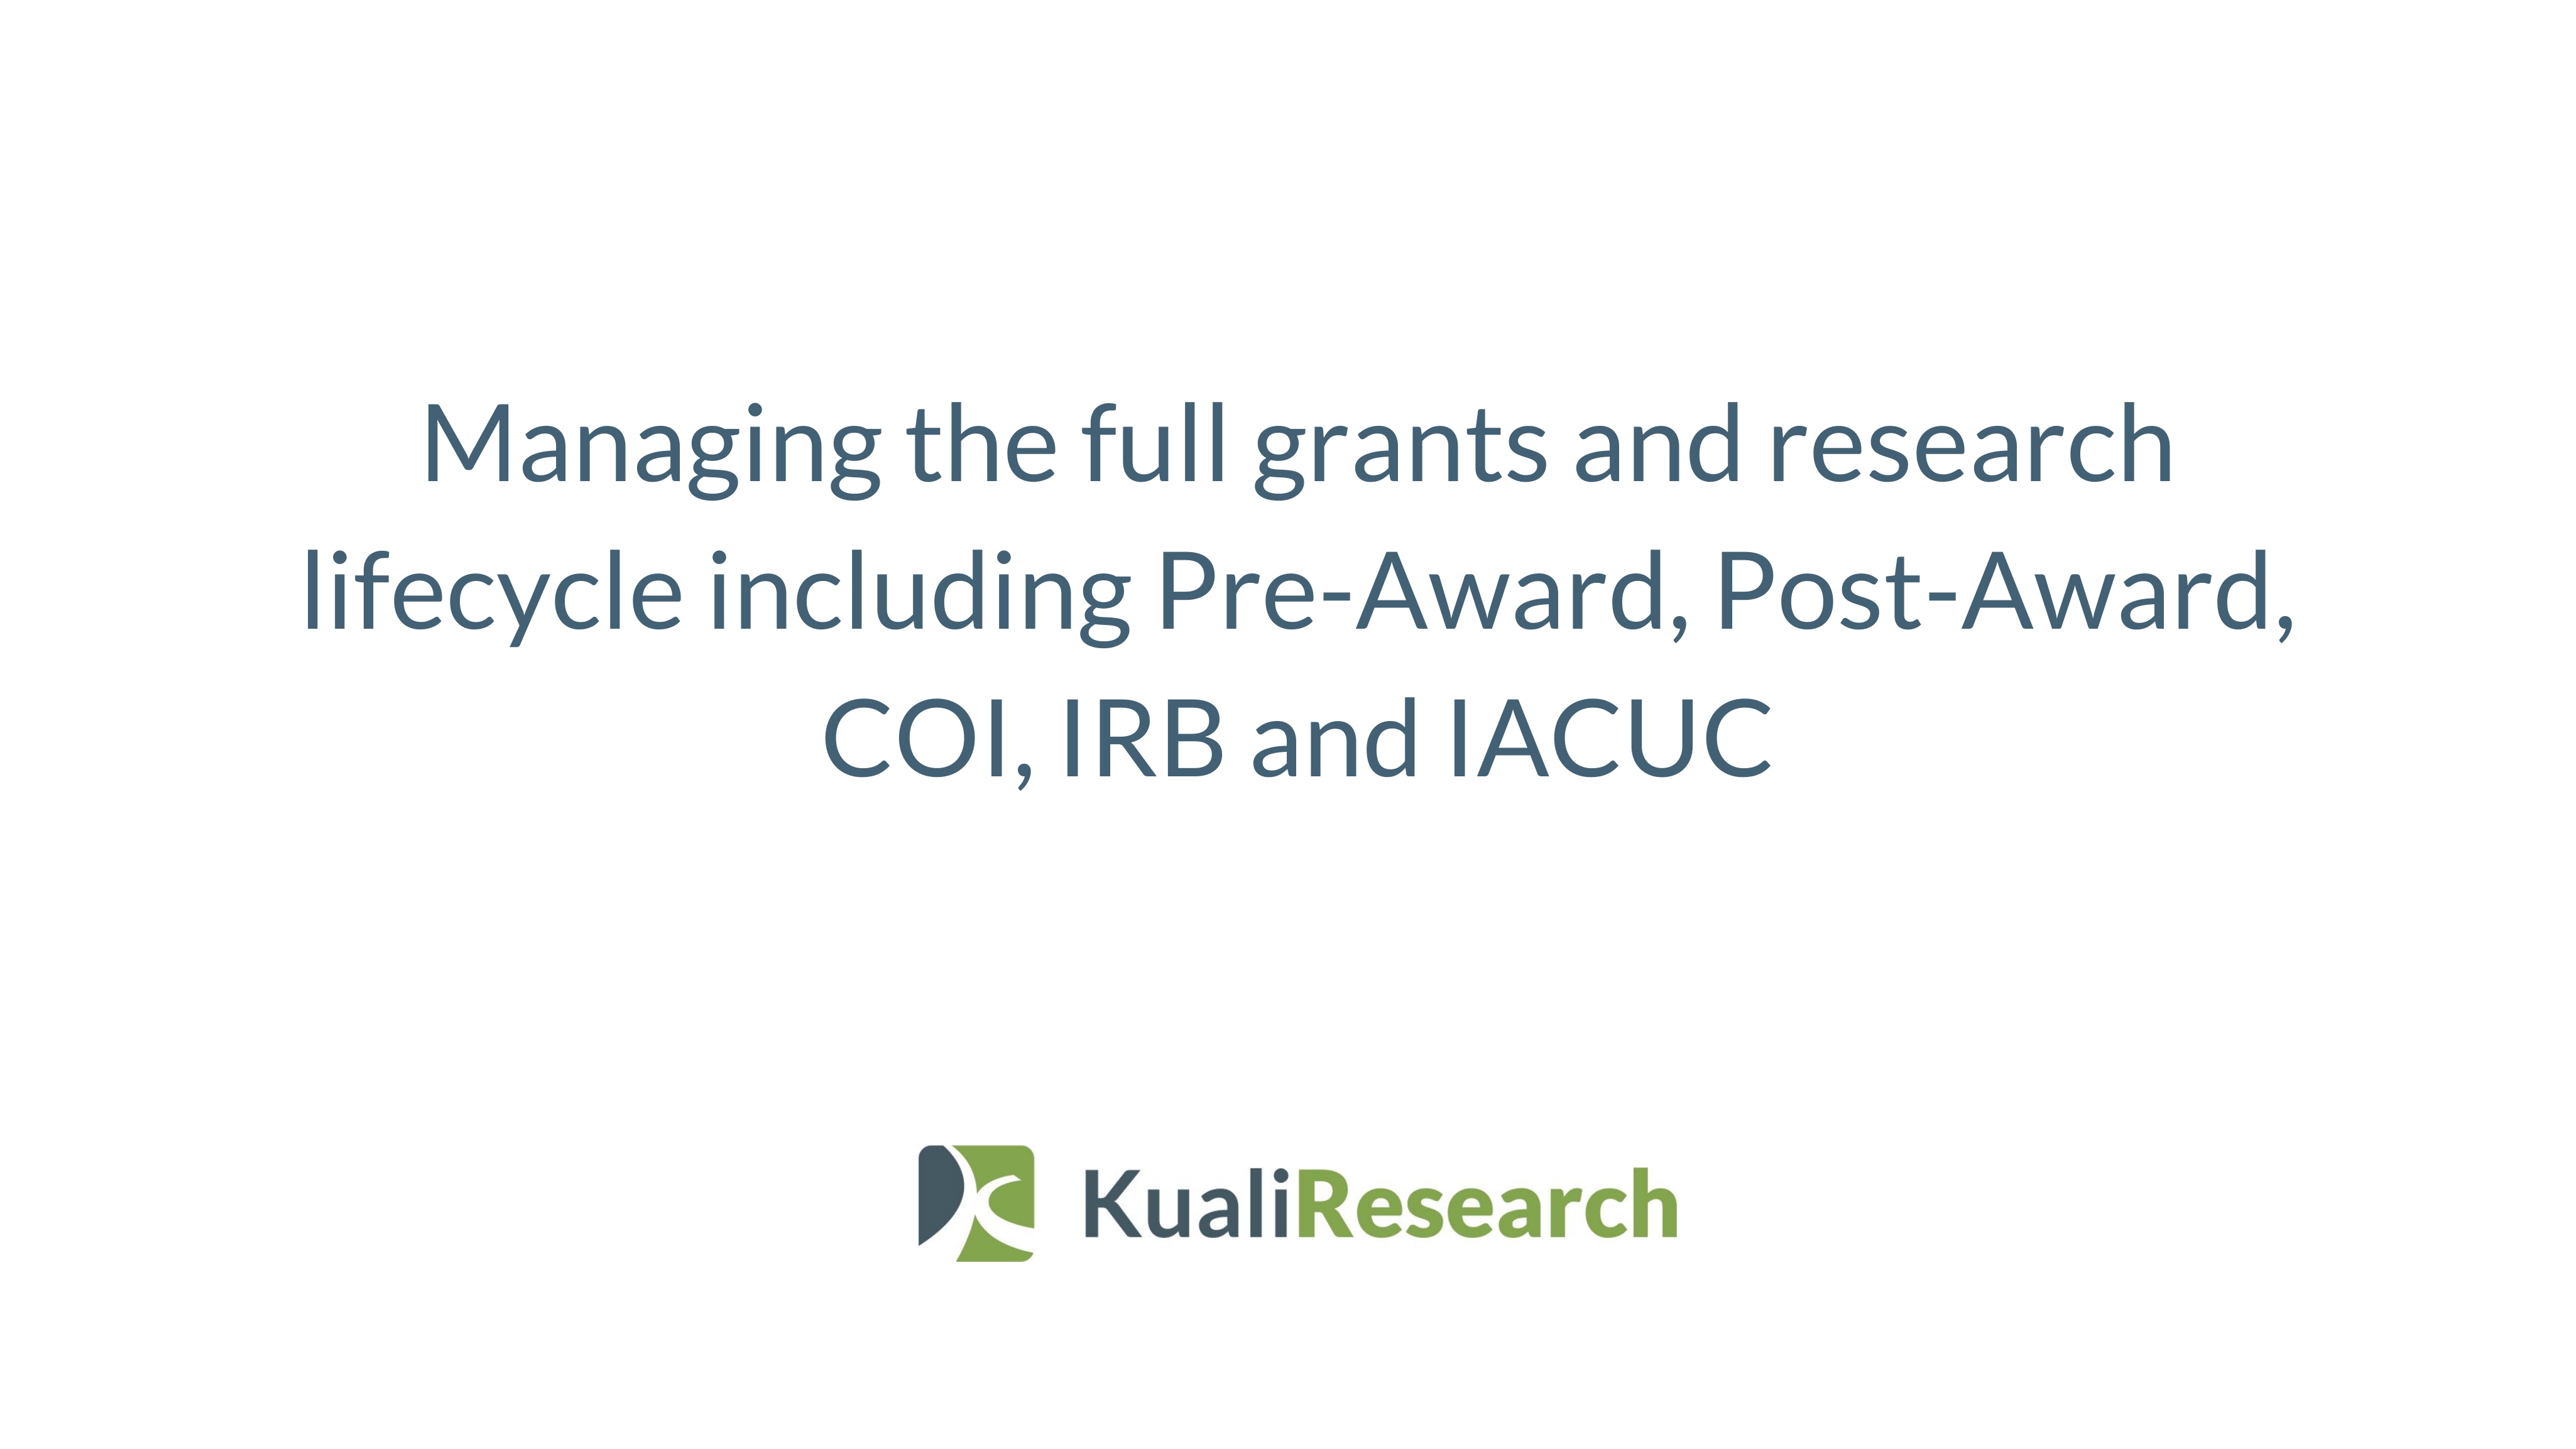 Managing the full grants and research
lifecycle including Pre-Award, Post-Award,
COI, IRB and IACUC
KualiResearch